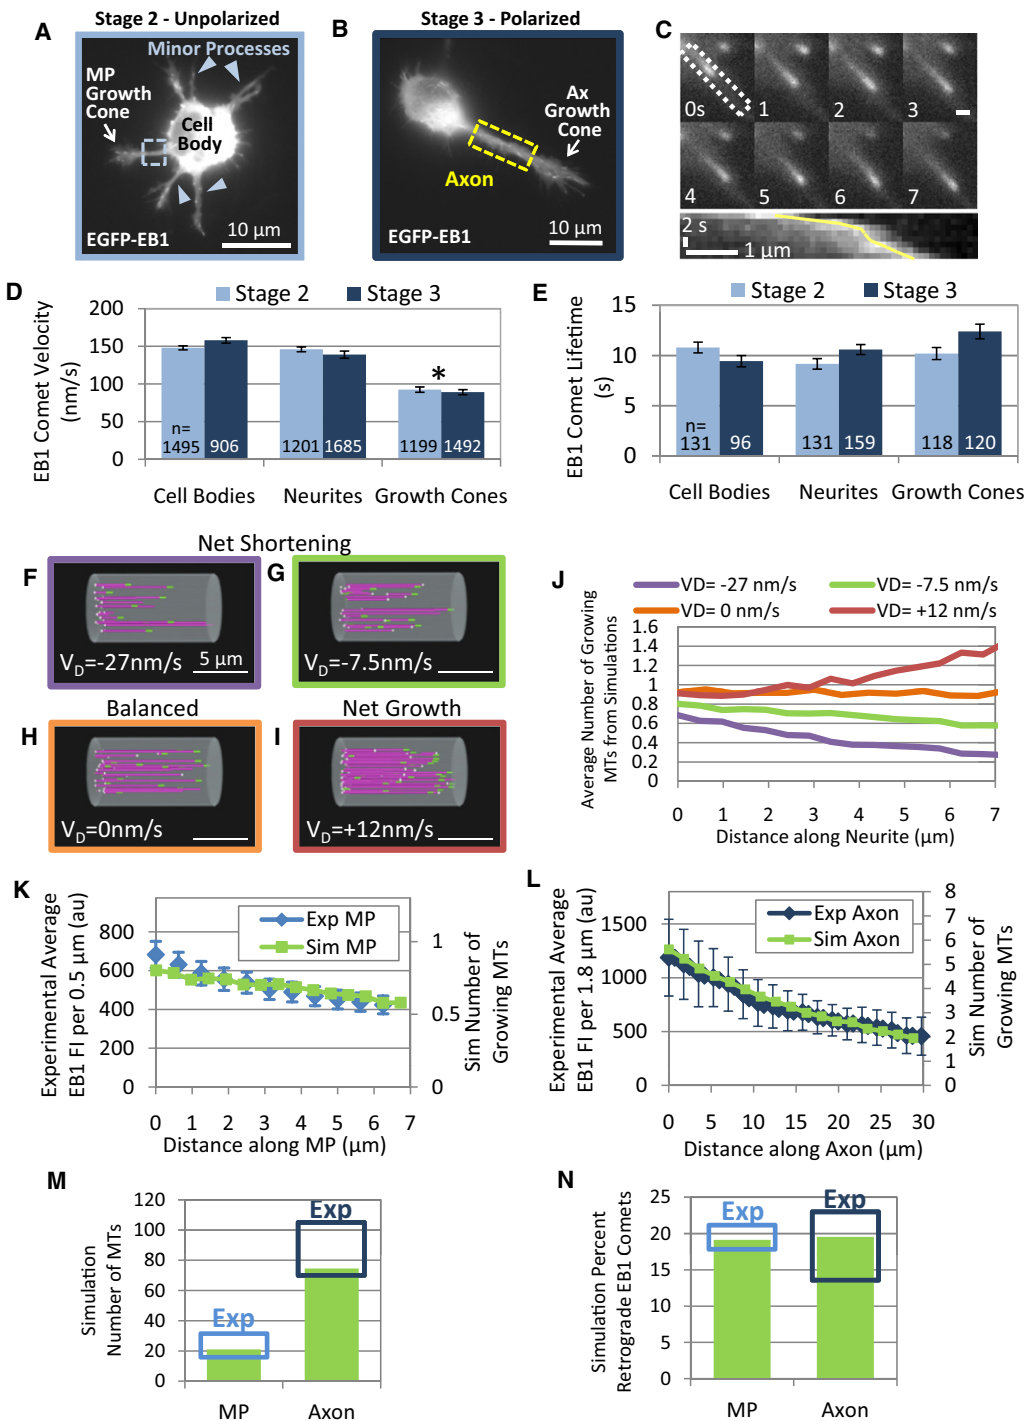 A
Stage 2 - Unpolarized
Minor Processes
MP
Growth
Cone
Cell
Body
10 µm
EGFP-EB1
B
Stage 3 - Polarized
Ax
Growth
Cone
Axon
10 µm
EGFP-EB1
C
0s 1 2 3
4 5 6 7
2 s
1 µm
D
Stage 2 Stage 3
EB1 Comet Velocity
(nm/s)
200
150
100
50
0
*
n=
1495 906 1201 1685 1199 1492
Cell Bodies Neurites Growth Cones
E
Stage 2 Stage 3
EB1 Comet Lifetime
(s)
15
10
5
0
n=
131 96 131 159 118 120
Cell Bodies Neurites Growth Cones
Net Shortening
F
VD=-27nm/s 5 µm
G
VD=-7.5nm/s
Balanced
H
VD=0nm/s
Net Growth
I
VD=+12nm/s
J
VD= -27 nm/s VD= -7.5 nm/s
VD= 0 nm/s VD= +12 nm/s
Average Number of Growing
MTs from Simulations
1.6
1.4
1.2
1
0.8
0.6
0.4
0.2
0
0 1 2 3 4 5 6 7
Distance along Neurite (µm)
K
Experimental Average
EB1 FI per 0.5 µm (au)
800
600
400
200
0
Exp MP
Sim MP
1
0.5
0
Sim Number of
Growing MTs
0 1 2 3 4 5 6 7
Distance along MP (µm)
L
Experimental Average
EB1 FI per 1.8 µm (au)
1500
1000
500
0
Exp Axon
Sim Axon
8
7
6
5
4
3
2
1
0
Sim Number of
Growing MTs
0 5 10 15 20 25 30
Distance along Axon (µm)
M
Simulation
Number of MTs
120
100
80
60
40
20
0
Exp
Exp
MP Axon
N
Simulation Percent
Retrograde EB1 Comets
25
20
15
10
5
0
Exp Exp
MP Axon